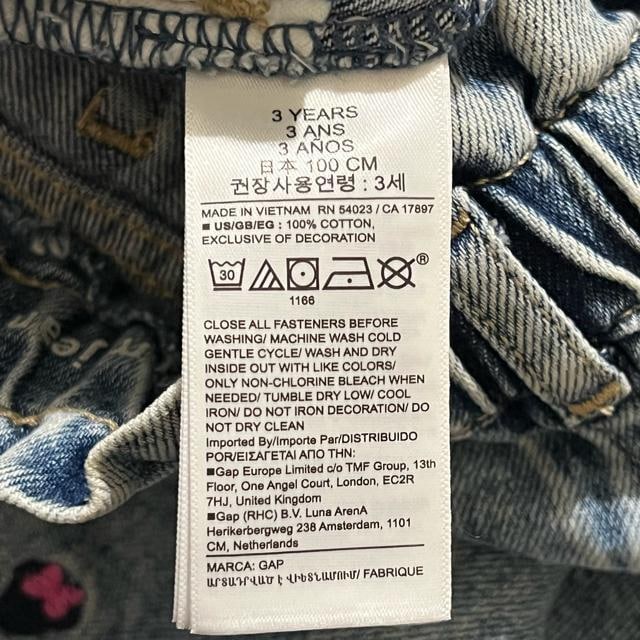 3 YEARS
3 ANS
3 AÑOS
日本 100 CM
권장사용연령 : 3세
MADE IN VIETNAM RN 54023 / CA 17897
■ US/GB/EG : 100% COTTON,
EXCLUSIVE OF DECORATION
30
®
1166
CLOSE ALL FASTENERS BEFORE
WASHING/ MACHINE WASH COLD
GENTLE CYCLE/ WASH AND DRY
INSIDE OUT WITH LIKE COLORS/
ONLY NON-CHLORINE BLEACH WHEN
NEEDED/ TUMBLE DRY LOW/ COOL
IRON/ DO NOT IRON DECORATION/ DO
NOT DRY CLEAN
Imported By/Importe Par/DISTRIBUIDO
POR/ΕΙΣΑΓΕΤΑΙ ΑΠΟ ΤΗΝ:
■Gap Europe Limited c/o TMF Group, 13th
Floor, One Angel Court, London, EC2R
7HJ, United Kingdom
■Gap (RHC) B.V. Luna ArenA
Herikerbergweg 238 Amsterdam, 1101
CM, Netherlands
MARCA: GAP
ԱՐՏԱԴՐՎԱԾ Է ՎԻԵՏՆԱՄՈՒՄ/ FABRIQUE